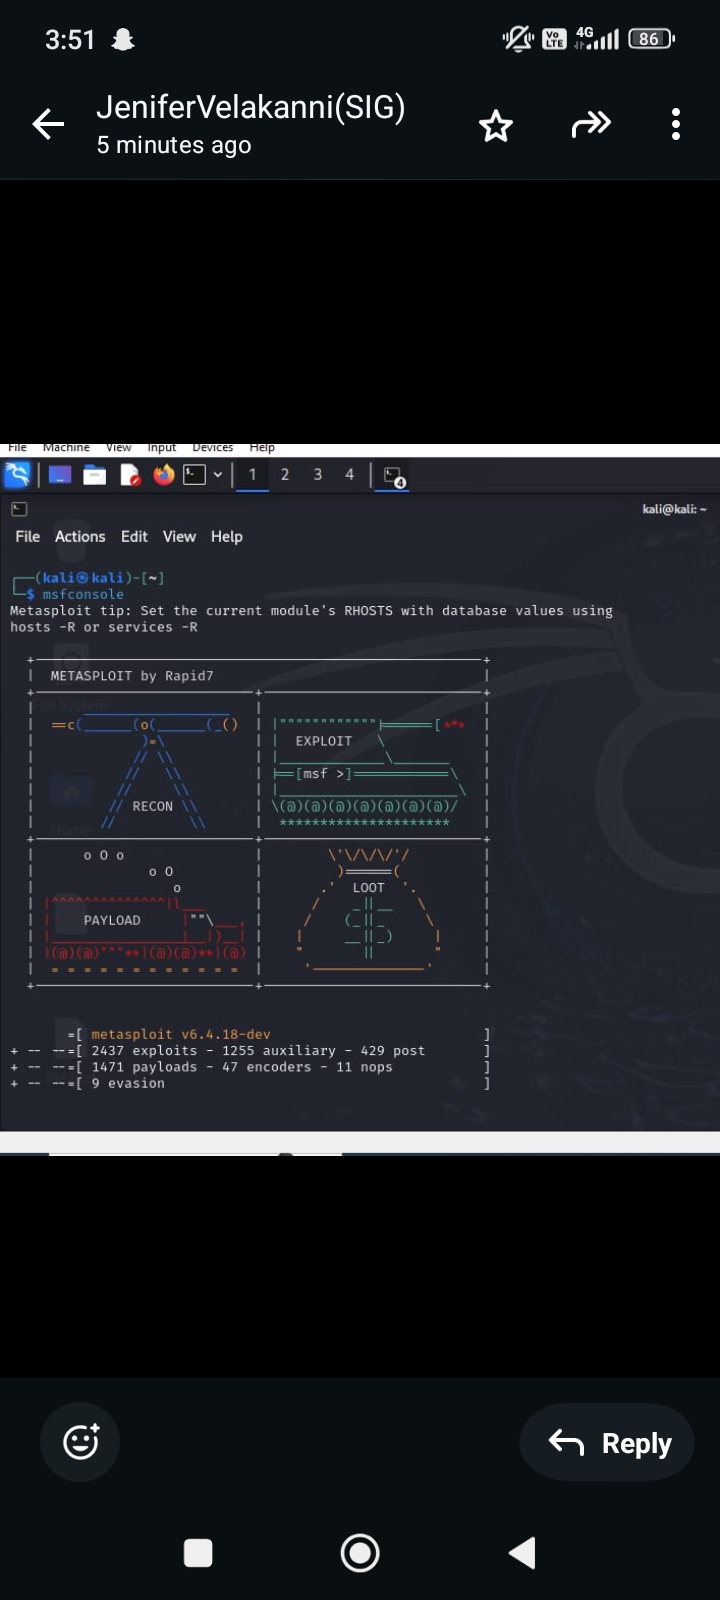 3:51 Vo LTE 4G 86
JeniferVelakanni(SIG)
5 minutes ago
File Machine View Input Devices Help
1 2 3 4 4
kali@kali: ~
File Actions Edit View Help
(kali㉿kali)-[~]
$ msfconsole
Metasploit tip: Set the current module's RHOSTS with database values using
hosts -R or services -R
METASPLOIT by Rapid7
EXPLOIT
[msf >]
RECON
LOOT
PAYLOAD
=[ metasploit v6.4.18-dev ]
+ -- --=[ 2437 exploits - 1255 auxiliary - 429 post ]
+ -- --=[ 1471 payloads - 47 encoders - 11 nops ]
+ -- --=[ 9 evasion ]
Reply